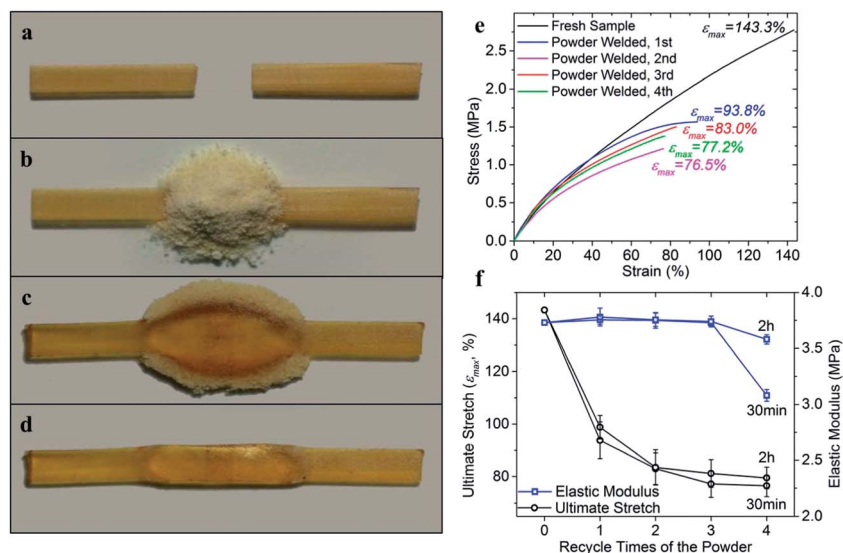 a
b
c
d
e
Fresh Sample
Powder Welded, 1st
Powder Welded, 2nd
Powder Welded, 3rd
Powder Welded, 4th
εmax=143.3%
εmax=93.8%
εmax=83.0%
εmax=77.2%
εmax=76.5%
Stress (MPa)
2.5
2.0
1.5
1.0
0.5
0.0
0 20 40 60 80 100 120 140
Strain (%)
f
Ultimate Stretch (εmax, %)
140
120
100
80
2h
30min
2h
30min
Elastic Modulus
Ultimate Stretch
4.0
3.5
3.0
2.5
2.0
Elastic Modulus (MPa)
0 1 2 3 4
Recycle Times of the Powder